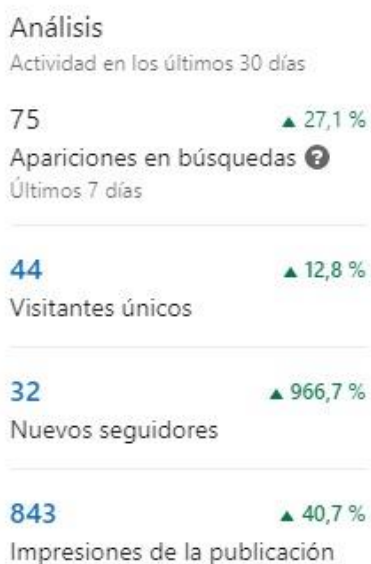 Análisis
Actividad en los últimos 30 días
75 ▲ 27,1 %
Apariciones en búsquedas ?
Últimos 7 días
44 ▲ 12,8 %
Visitantes únicos
32 ▲ 966,7 %
Nuevos seguidores
843 ▲ 40,7 %
Impresiones de la publicación